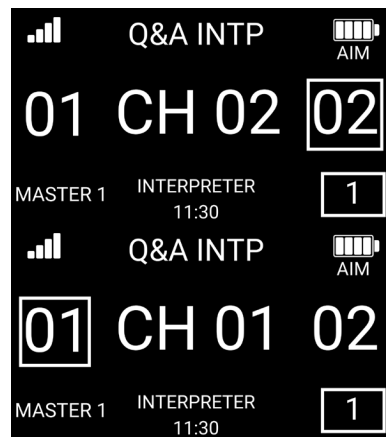 Q&A INTP
AIM
01 CH 02 02
MASTER 1 INTERPRETER 1
11:30
Q&A INTP
AIM
01 CH 01 02
MASTER 1 INTERPRETER 1
11:30